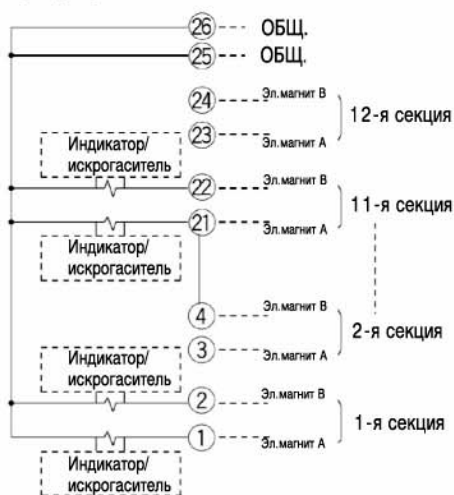 26 ОБЩ.
25 ОБЩ.
24 Эл.магнит В
12-я секция
23 Эл.магнит А
Индикатор/
искрогаситель
22 Эл.магнит В
11-я секция
21 Эл.магнит А
Индикатор/
искрогаситель
4 Эл.магнит В
2-я секция
3 Эл.магнит А
Индикатор/
искрогаситель
2 Эл.магнит В
1-я секция
1 Эл.магнит А
Индикатор/
искрогаситель